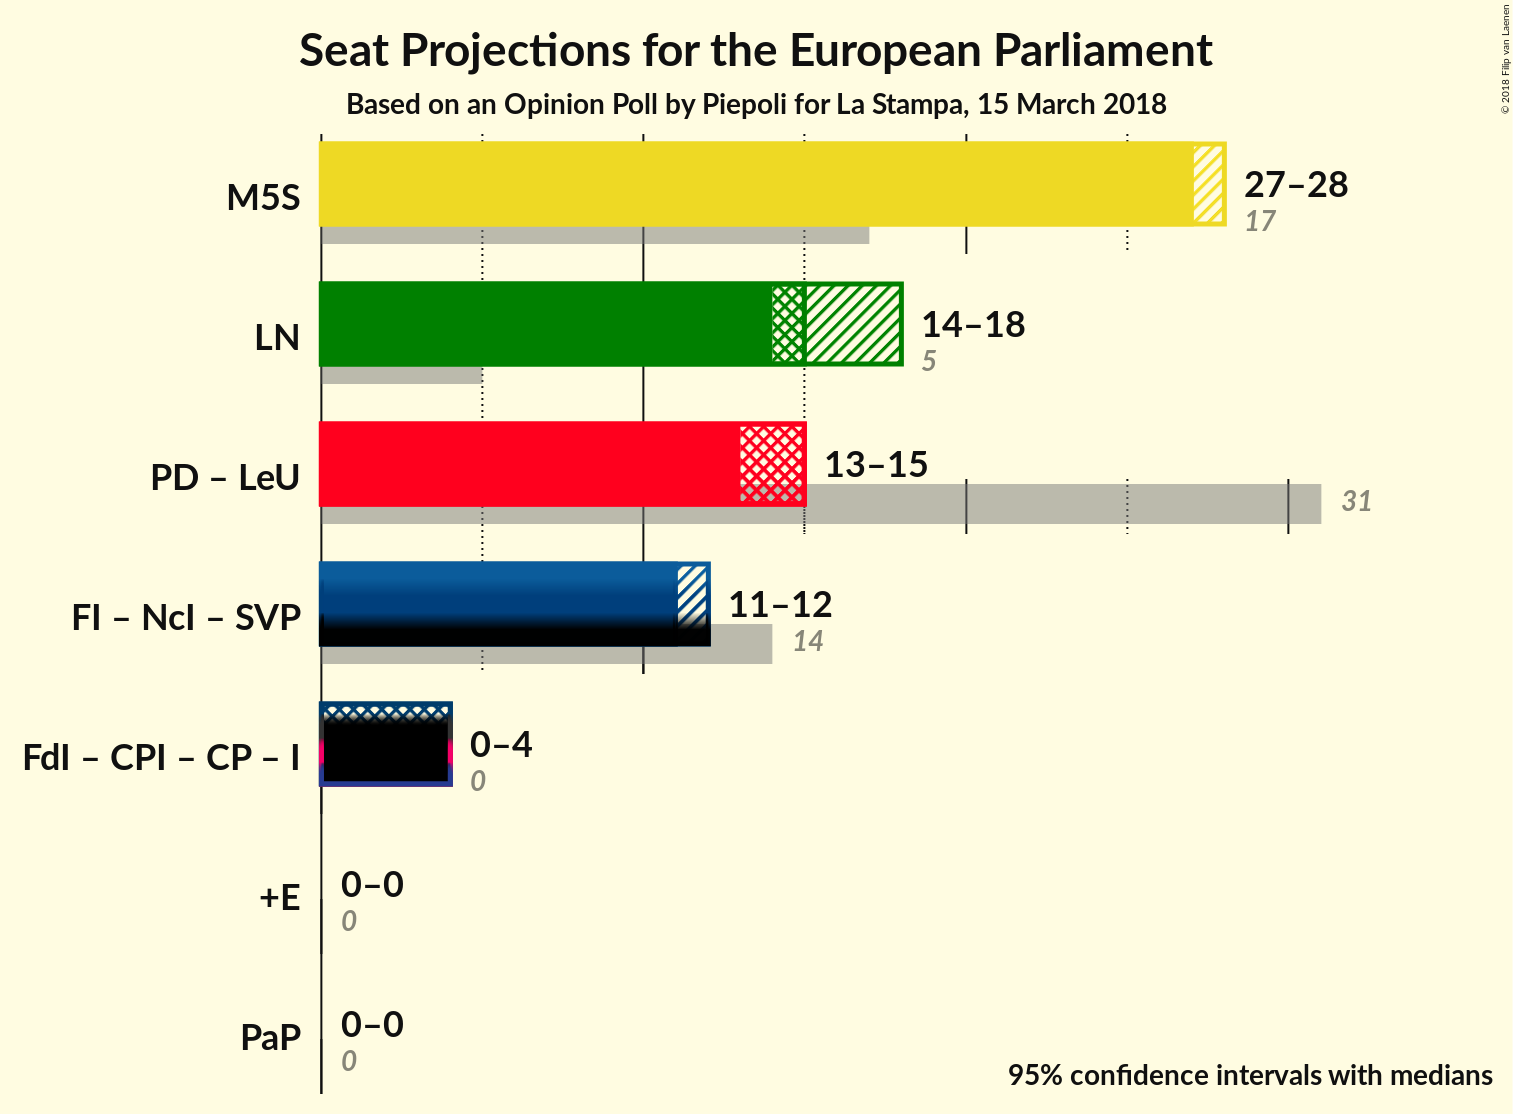 Seat Projections for the European Parliament
Based on an Opinion Poll by Piepoli for La Stampa, 15 March 2018
© 2018 Filip van Laenen
M5S
27–28
17
LN
14–18
5
PD – LeU
13–15
31
FI – NcI – SVP
11–12
14
FdI – CPI – CP – I
0–4
0
+E
0–0
0
PaP
0–0
0
95% confidence intervals with medians